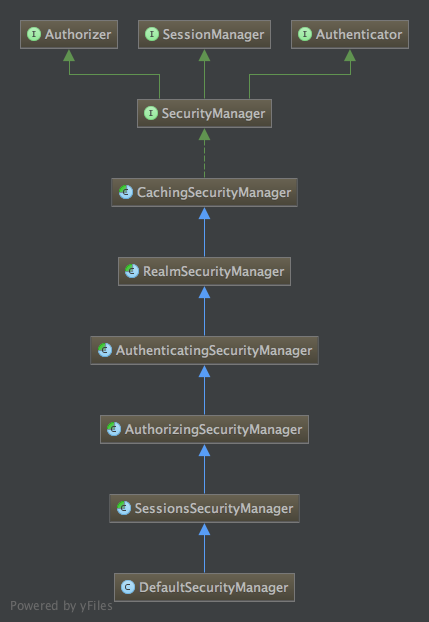 I Authorizer
I SessionManager
I Authenticator
I SecurityManager
C CachingSecurityManager
C RealmSecurityManager
C AuthenticatingSecurityManager
C AuthorizingSecurityManager
C SessionsSecurityManager
C DefaultSecurityManager
Powered by yFiles